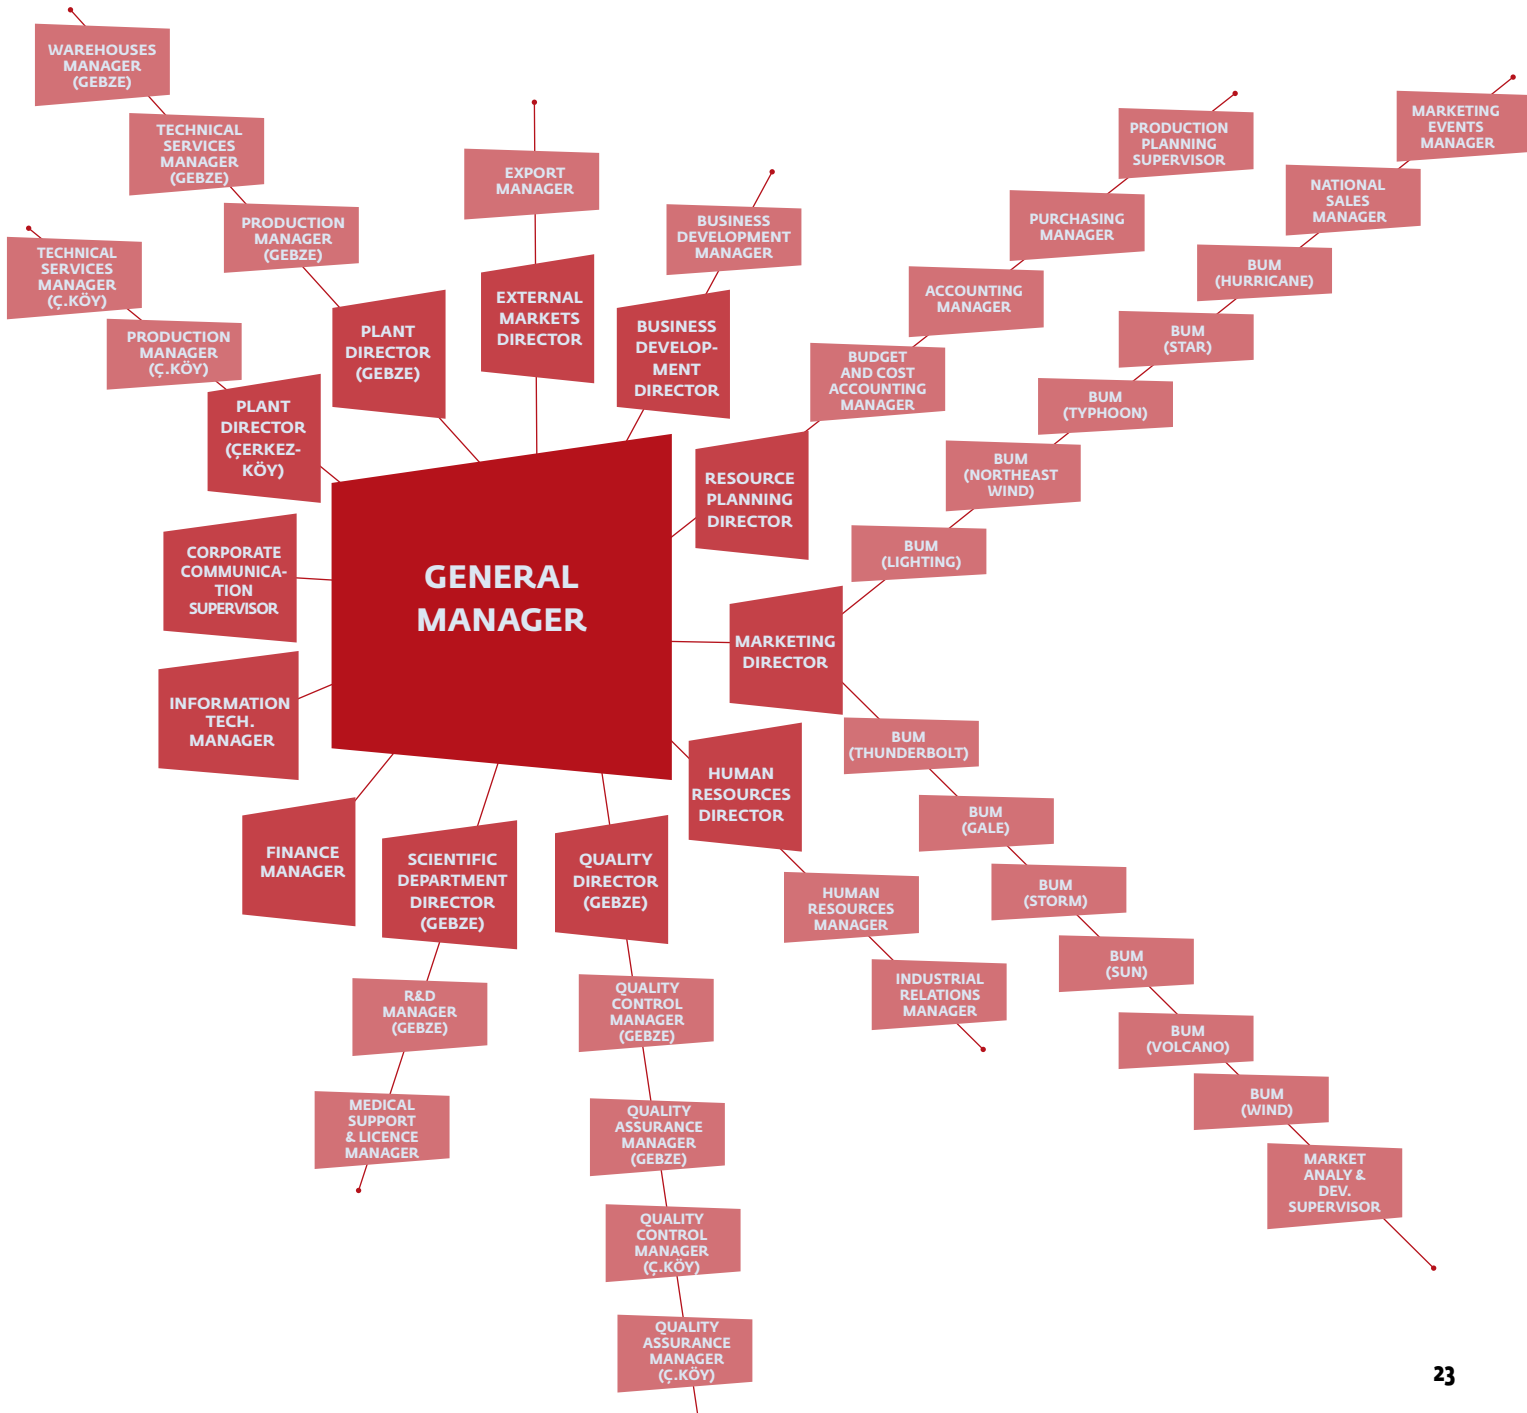 WAREHOUSES
MANAGER
(GEBZE)
TECHNICAL
SERVICES
MANAGER
(GEBZE)
PRODUCTION
MANAGER
(GEBZE)
TECHNICAL
SERVICES
MANAGER
(Ç.KÖY)
PRODUCTION
MANAGER
(Ç.KÖY)
PLANT
DIRECTOR
(GEBZE)
PLANT
DIRECTOR
(ÇERKEZ-
KÖY)
EXPORT
MANAGER
EXTERNAL
MARKETS
DIRECTOR
BUSINESS
DEVELOPMENT
MANAGER
BUSINESS
DEVELOP-
MENT
DIRECTOR
PRODUCTION
PLANNING
SUPERVISOR
PURCHASING
MANAGER
ACCOUNTING
MANAGER
BUDGET
AND COST
ACCOUNTING
MANAGER
RESOURCE
PLANNING
DIRECTOR
MARKETING
EVENTS
MANAGER
NATIONAL
SALES
MANAGER
BUM
(HURRICANE)
BUM
(STAR)
BUM
(TYPHOON)
BUM
(NORTHEAST
WIND)
BUM
(LIGHTING)
CORPORATE
COMMUNICA-
TION
SUPERVISOR
GENERAL
MANAGER
MARKETING
DIRECTOR
INFORMATION
TECH.
MANAGER
BUM
(THUNDERBOLT)
BUM
(GALE)
BUM
(STORM)
BUM
(SUN)
BUM
(VOLCANO)
BUM
(WIND)
MARKET
ANALY &
DEV.
SUPERVISOR
HUMAN
RESOURCES
DIRECTOR
HUMAN
RESOURCES
MANAGER
INDUSTRIAL
RELATIONS
MANAGER
FINANCE
MANAGER
SCIENTIFIC
DEPARTMENT
DIRECTOR
(GEBZE)
R&D
MANAGER
(GEBZE)
MEDICAL
SUPPORT
& LICENCE
MANAGER
QUALITY
DIRECTOR
(GEBZE)
QUALITY
CONTROL
MANAGER
(GEBZE)
QUALITY
ASSURANCE
MANAGER
(GEBZE)
QUALITY
CONTROL
MANAGER
(Ç.KÖY)
QUALITY
ASSURANCE
MANAGER
(Ç.KÖY)
23